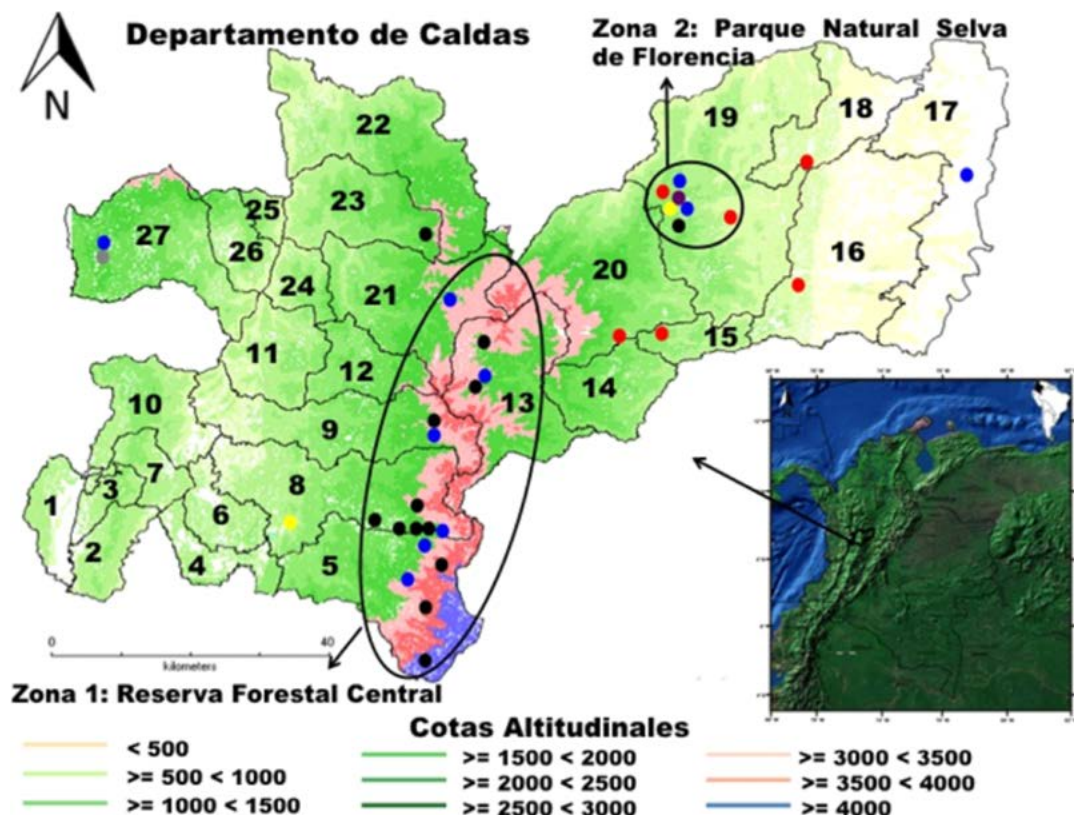 Departamento de Caldas
Zona 2: Parque Natural Selva
de Florencia
N
22
19
18
17
25
23
27
26
24
21
20
16
11
12
15
14
13
10
9
3
7
8
1
6
2
4
5
0
40
kilometers
Zona 1: Reserva Forestal Central
Cotas Altitudinales
< 500
>= 1500 < 2000
>= 3000 < 3500
>= 500 < 1000
>= 2000 < 2500
>= 3500 < 4000
>= 1000 < 1500
>= 2500 < 3000
>= 4000